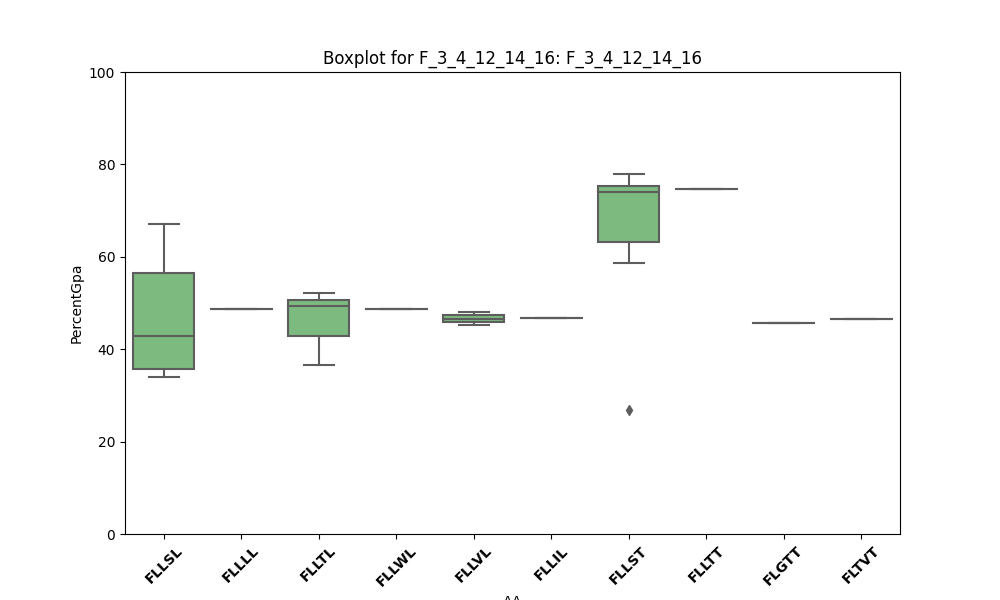 Boxplot for F_3_4_12_14_16: F_3_4_12_14_16
100
80
60
40
20
0
PercentGpa
FLLSL FLLLL FLLTL FLLWL FLLVL FLLIL FLLST FLLTT FLGTT FLTVT